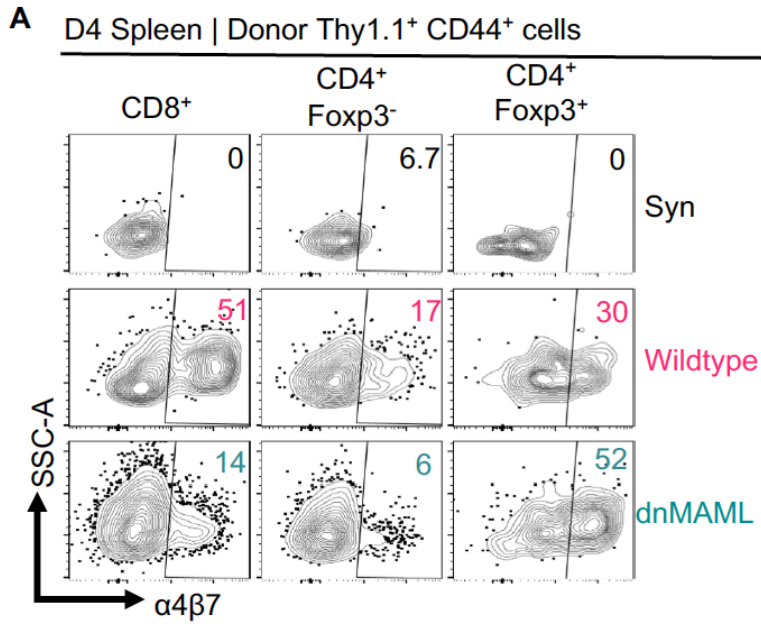 A
D4 Spleen | Donor Thy1.1⁺ CD44⁺ cells
CD8⁺
CD4⁺
Foxp3⁻
CD4⁺
Foxp3⁺
0
6.7
0
Syn
51
17
30
Wildtype
14
6
52
dnMAML
SSC-A
α4β7